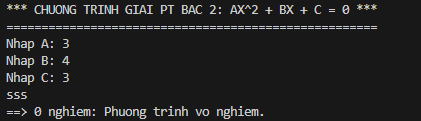 *** CHUONG TRINH GIAI PT BAC 2: AX^2 + BX + C = 0 ***
=====================================================
Nhap A: 3
Nhap B: 4
Nhap C: 3
sss
==> 0 nghiem: Phuong trinh vo nghiem.